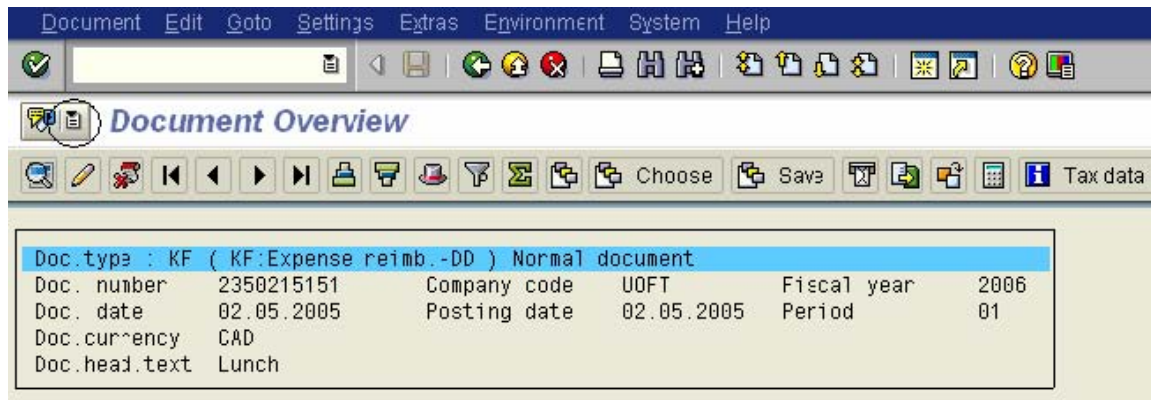 Document Edit Goto Settings Extras Environment System Help
Document Overview
Choose Save Tax data
Doc.type : KF ( KF:Expense reimb.-DD ) Normal document
Doc. number 2350215151 Company code UOFT Fiscal year 2006
Doc. date 02.05.2005 Posting date 02.05.2005 Period 01
Doc.currency CAD
Doc.head.text Lunch